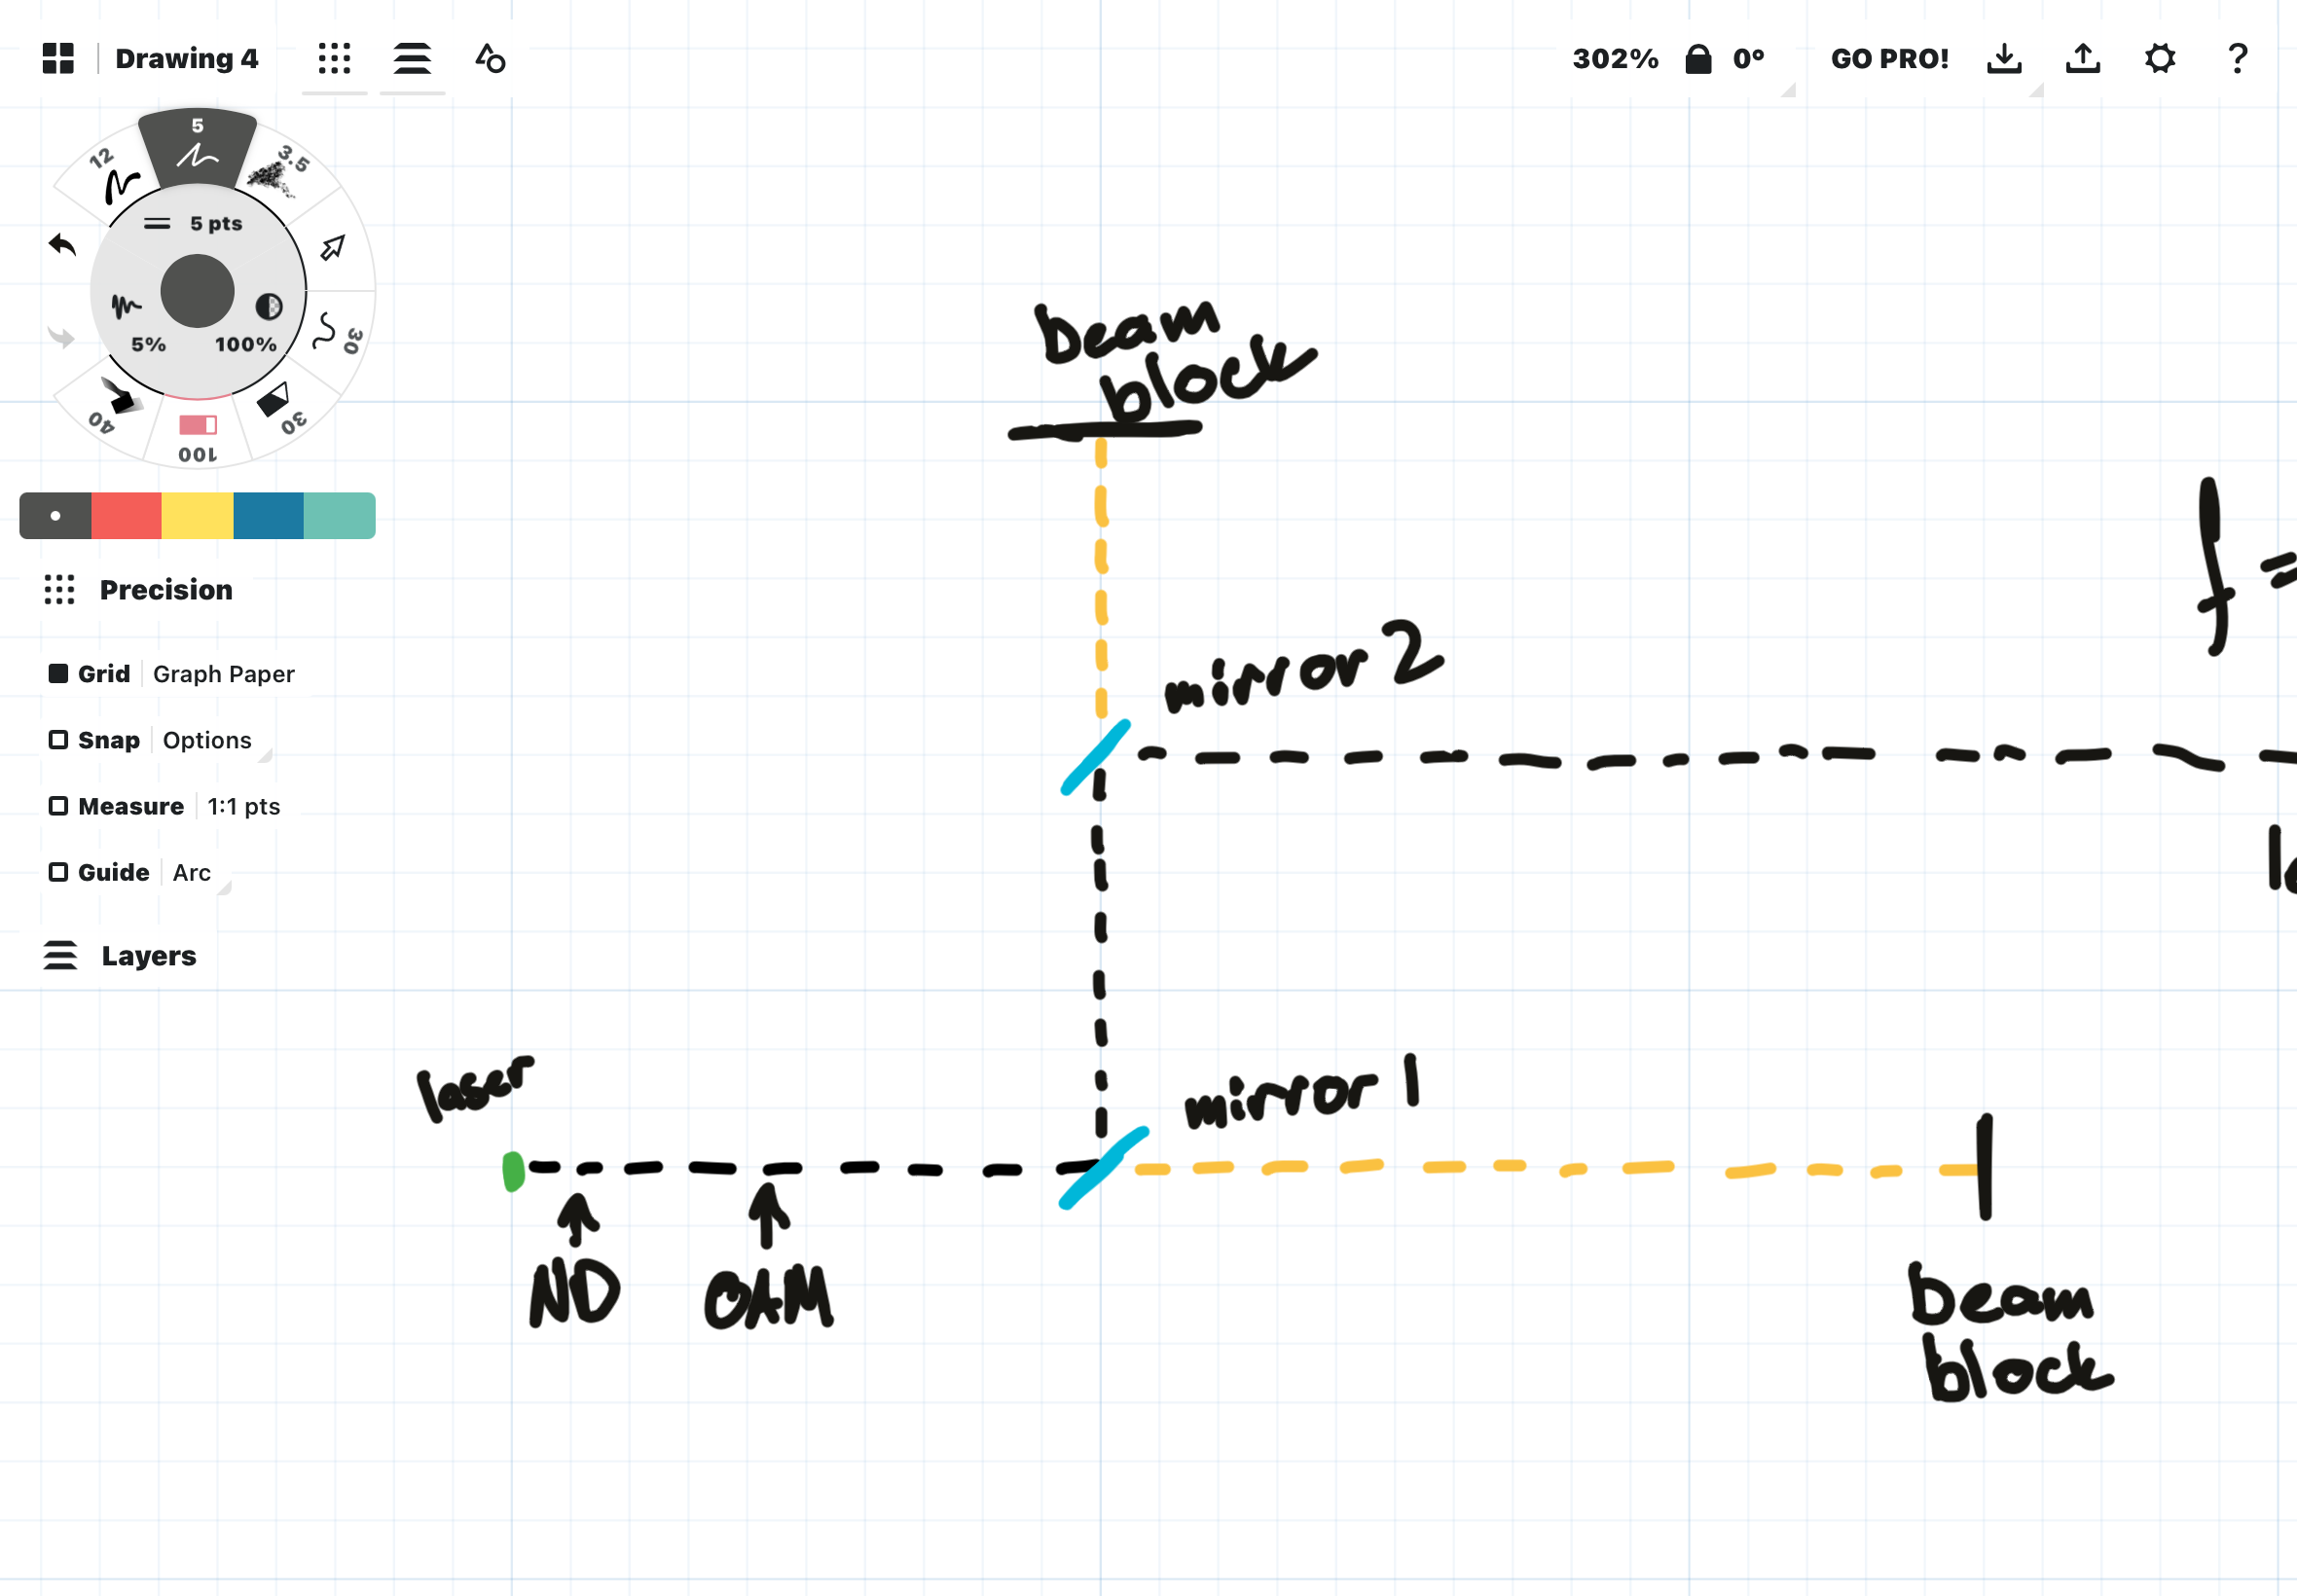 Drawing 4
302% 0°
GO PRO!
?
12
5
3.5
5 pts
5%
100%
30
40
100
30
Precision
Grid Graph Paper
Snap Options
Measure 1:1 pts
Guide Arc
Layers
Beam
block
f =
mirror 2
laser
mirror 1
ND
OAM
Beam
block